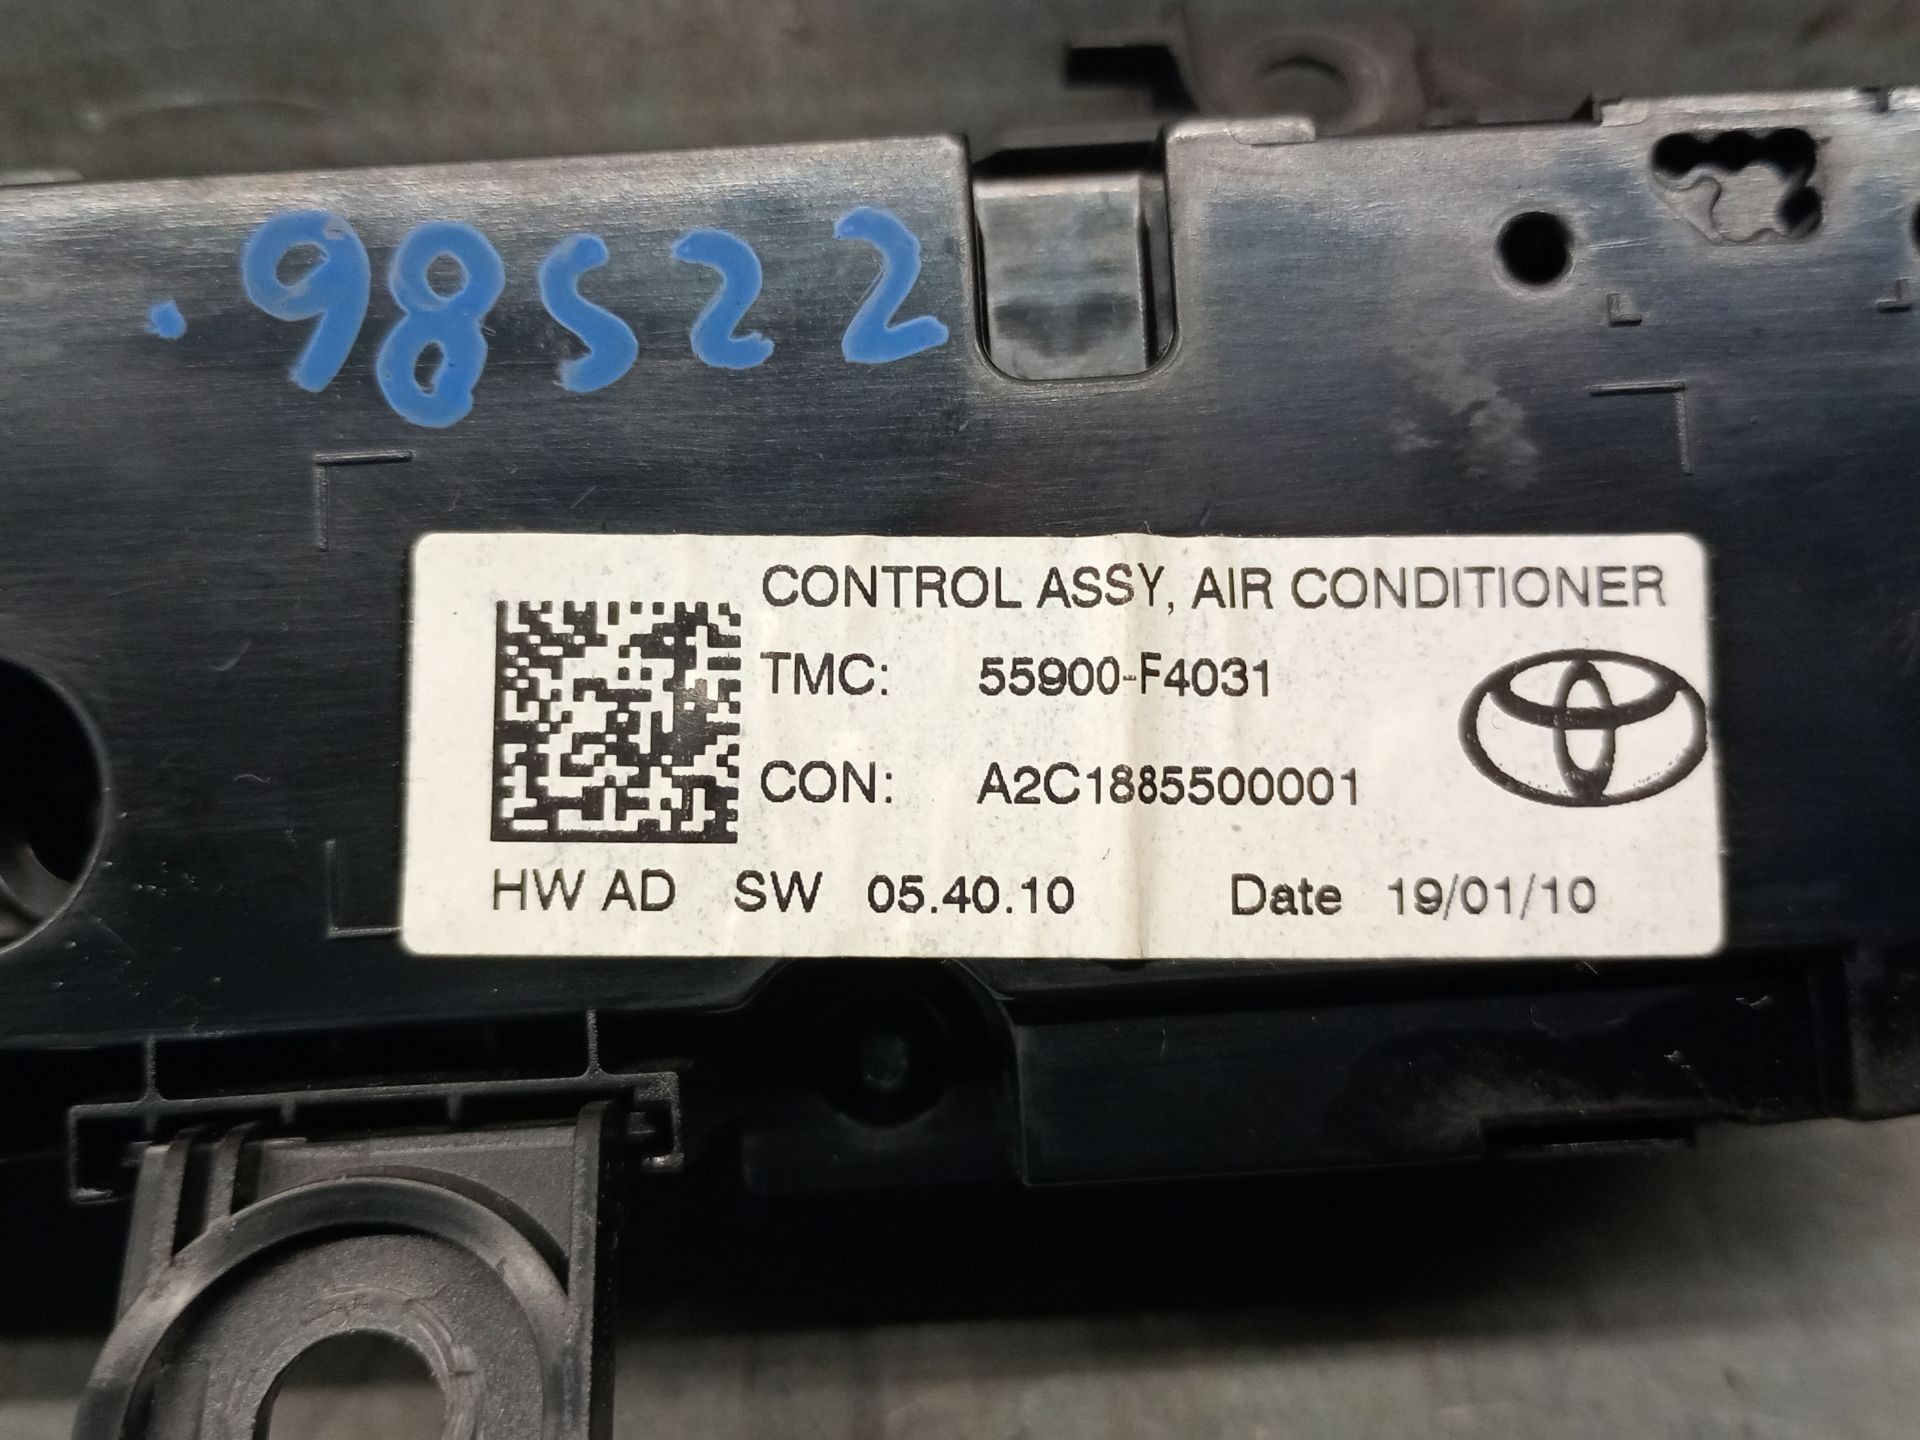 98522
CONTROL ASSY, AIR CONDITIONER
TMC: 55900-F4031
CON: A2C1885500001
HW AD SW 05.40.10 Date 19/01/10